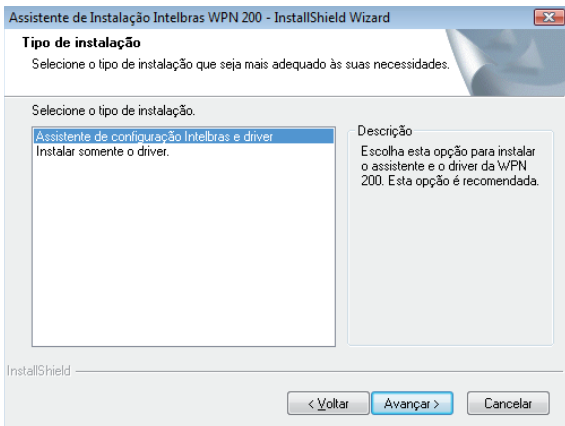 Assistente de Instalação Intelbras WPN 200 - InstallShield Wizard
Tipo de instalação
Selecione o tipo de instalação que seja mais adequado às suas necessidades.
Selecione o tipo de instalação.
Assistente de configuração Intelbras e driver
Instalar somente o driver.
Descrição
Escolha esta opção para instalar
o assistente e o driver da WPN
200. Esta opção é recomendada.
InstallShield
< Voltar
Avançar >
Cancelar